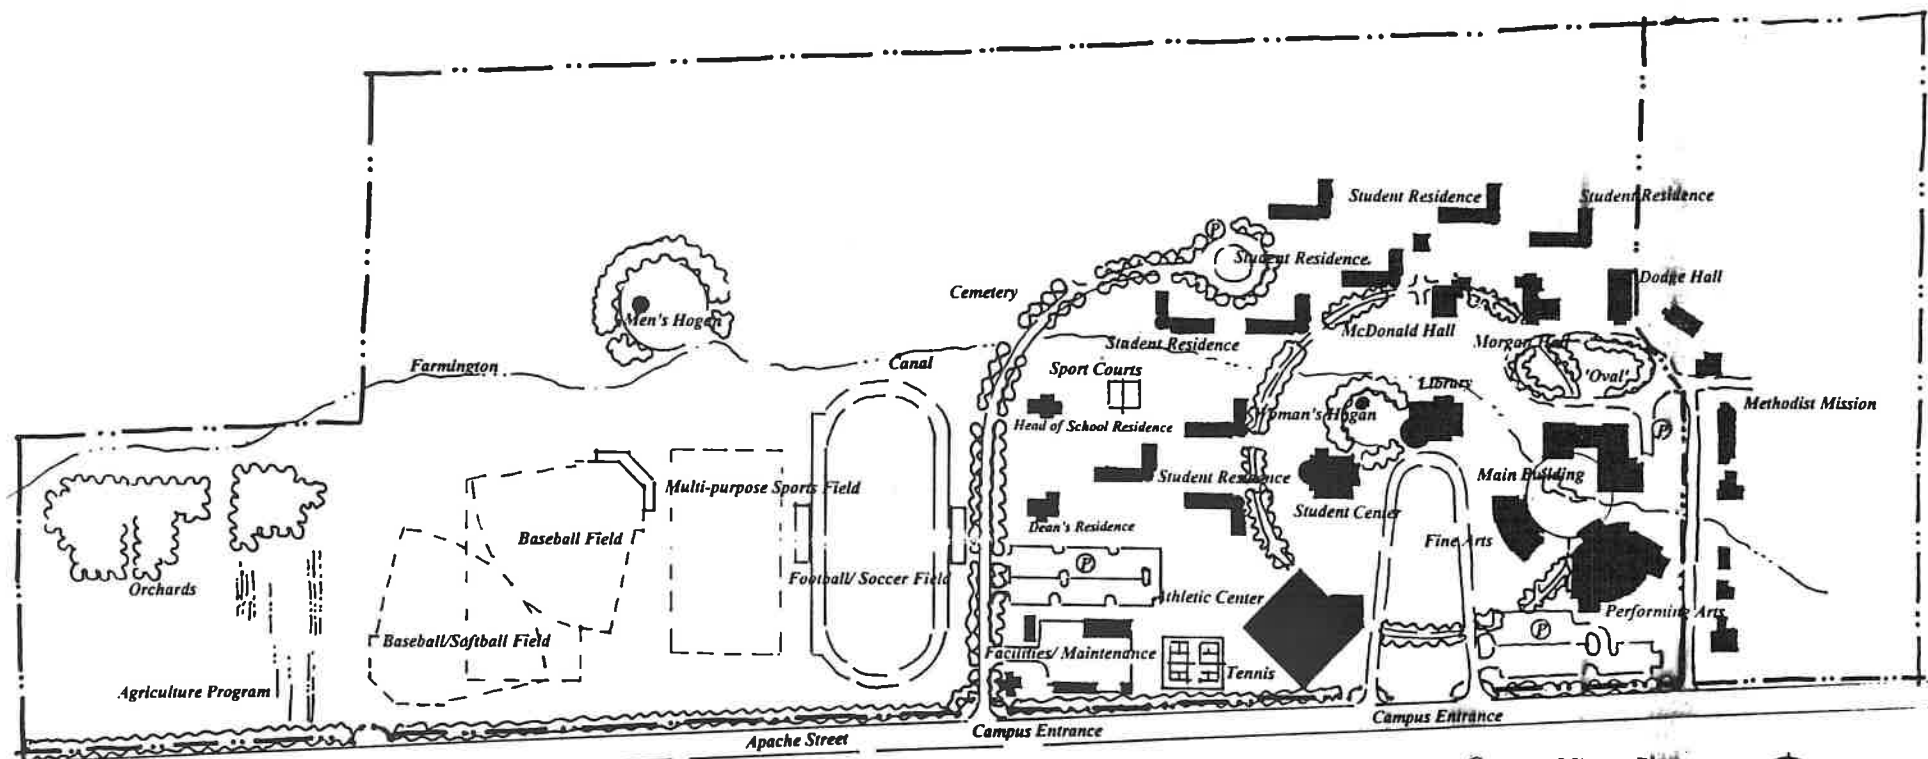 Student Residence
Student Residence
P
Student Residence
Dodge Hall
Cemetery
Men's Hogan
McDonald Hall
Student Residence
Morgan Hall
Farmington
Canal
Sport Courts
'Oval'
Library
Woman's Hogan
Methodist Mission
Head of School Residence
P
Main Building
Student Residence
Multi-purpose Sports Field
Student Center
Dean's Residence
Baseball Field
Fine Arts
P
Football/ Soccer Field
Orchards
Athletic Center
Performing Arts
P
Baseball/Softball Field
Facilities/ Maintenance
Tennis
Agriculture Program
Campus Entrance
Campus Entrance
Apache Street